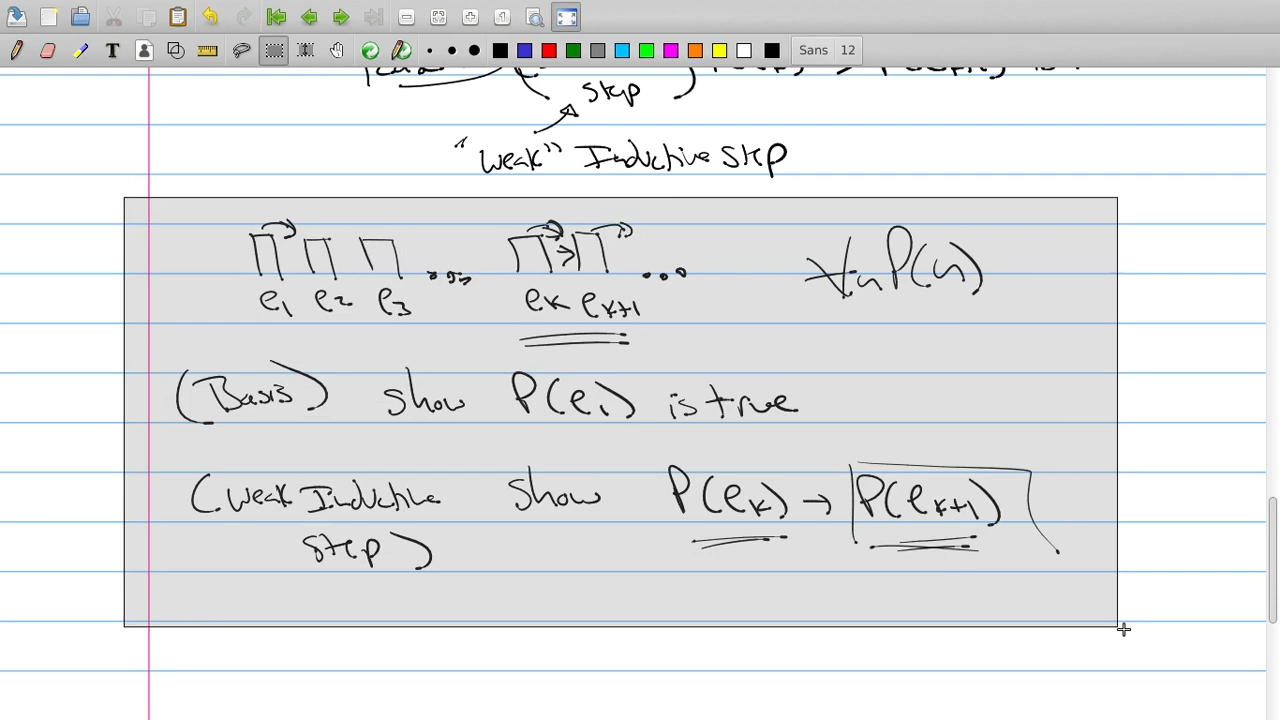 Sans 12
step
"weak" Inductive step
e1 e2 e3 ... ek ek+1 ...
∀n P(n)
(Basis) show P(e1) is true
(weak Inductive show P(ek) → P(ek+1)
step)